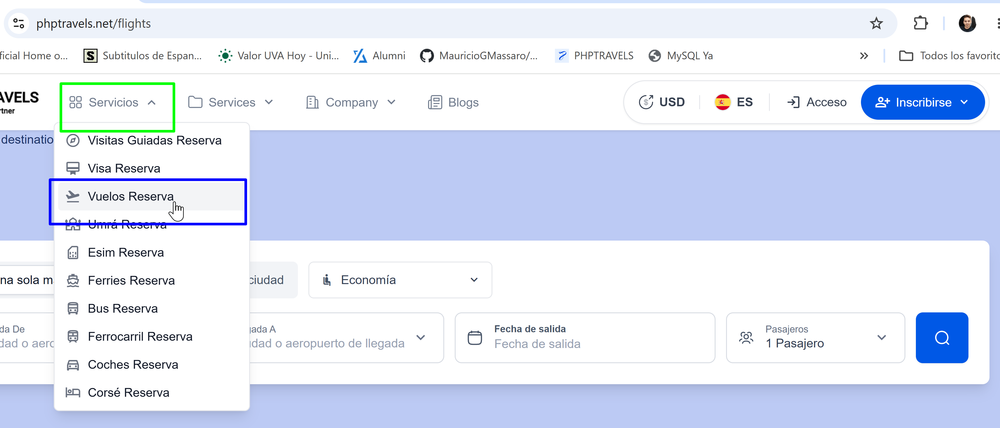 phptravels.net/flights
ficial Home o...
Subtitulos de Espan...
Valor UVA Hoy - Uni...
Alumni
MauricioGMassaro/...
PHPTRAVELS
MySQL Ya
Todos los favorito
AVELS
rtner
Servicios
Services
Company
Blogs
USD
ES
Acceso
Inscribirse
destinatio
Visitas Guiadas Reserva
Visa Reserva
Vuelos Reserva
Umrá Reserva
Esim Reserva
Ferries Reserva
Bus Reserva
Ferrocarril Reserva
Coches Reserva
Corsé Reserva
na sola m
ciudad
Economía
da De
dad o aero
gada A
dad o aeropuerto de llegada
Fecha de salida
Fecha de salida
Pasajeros
1 Pasajero